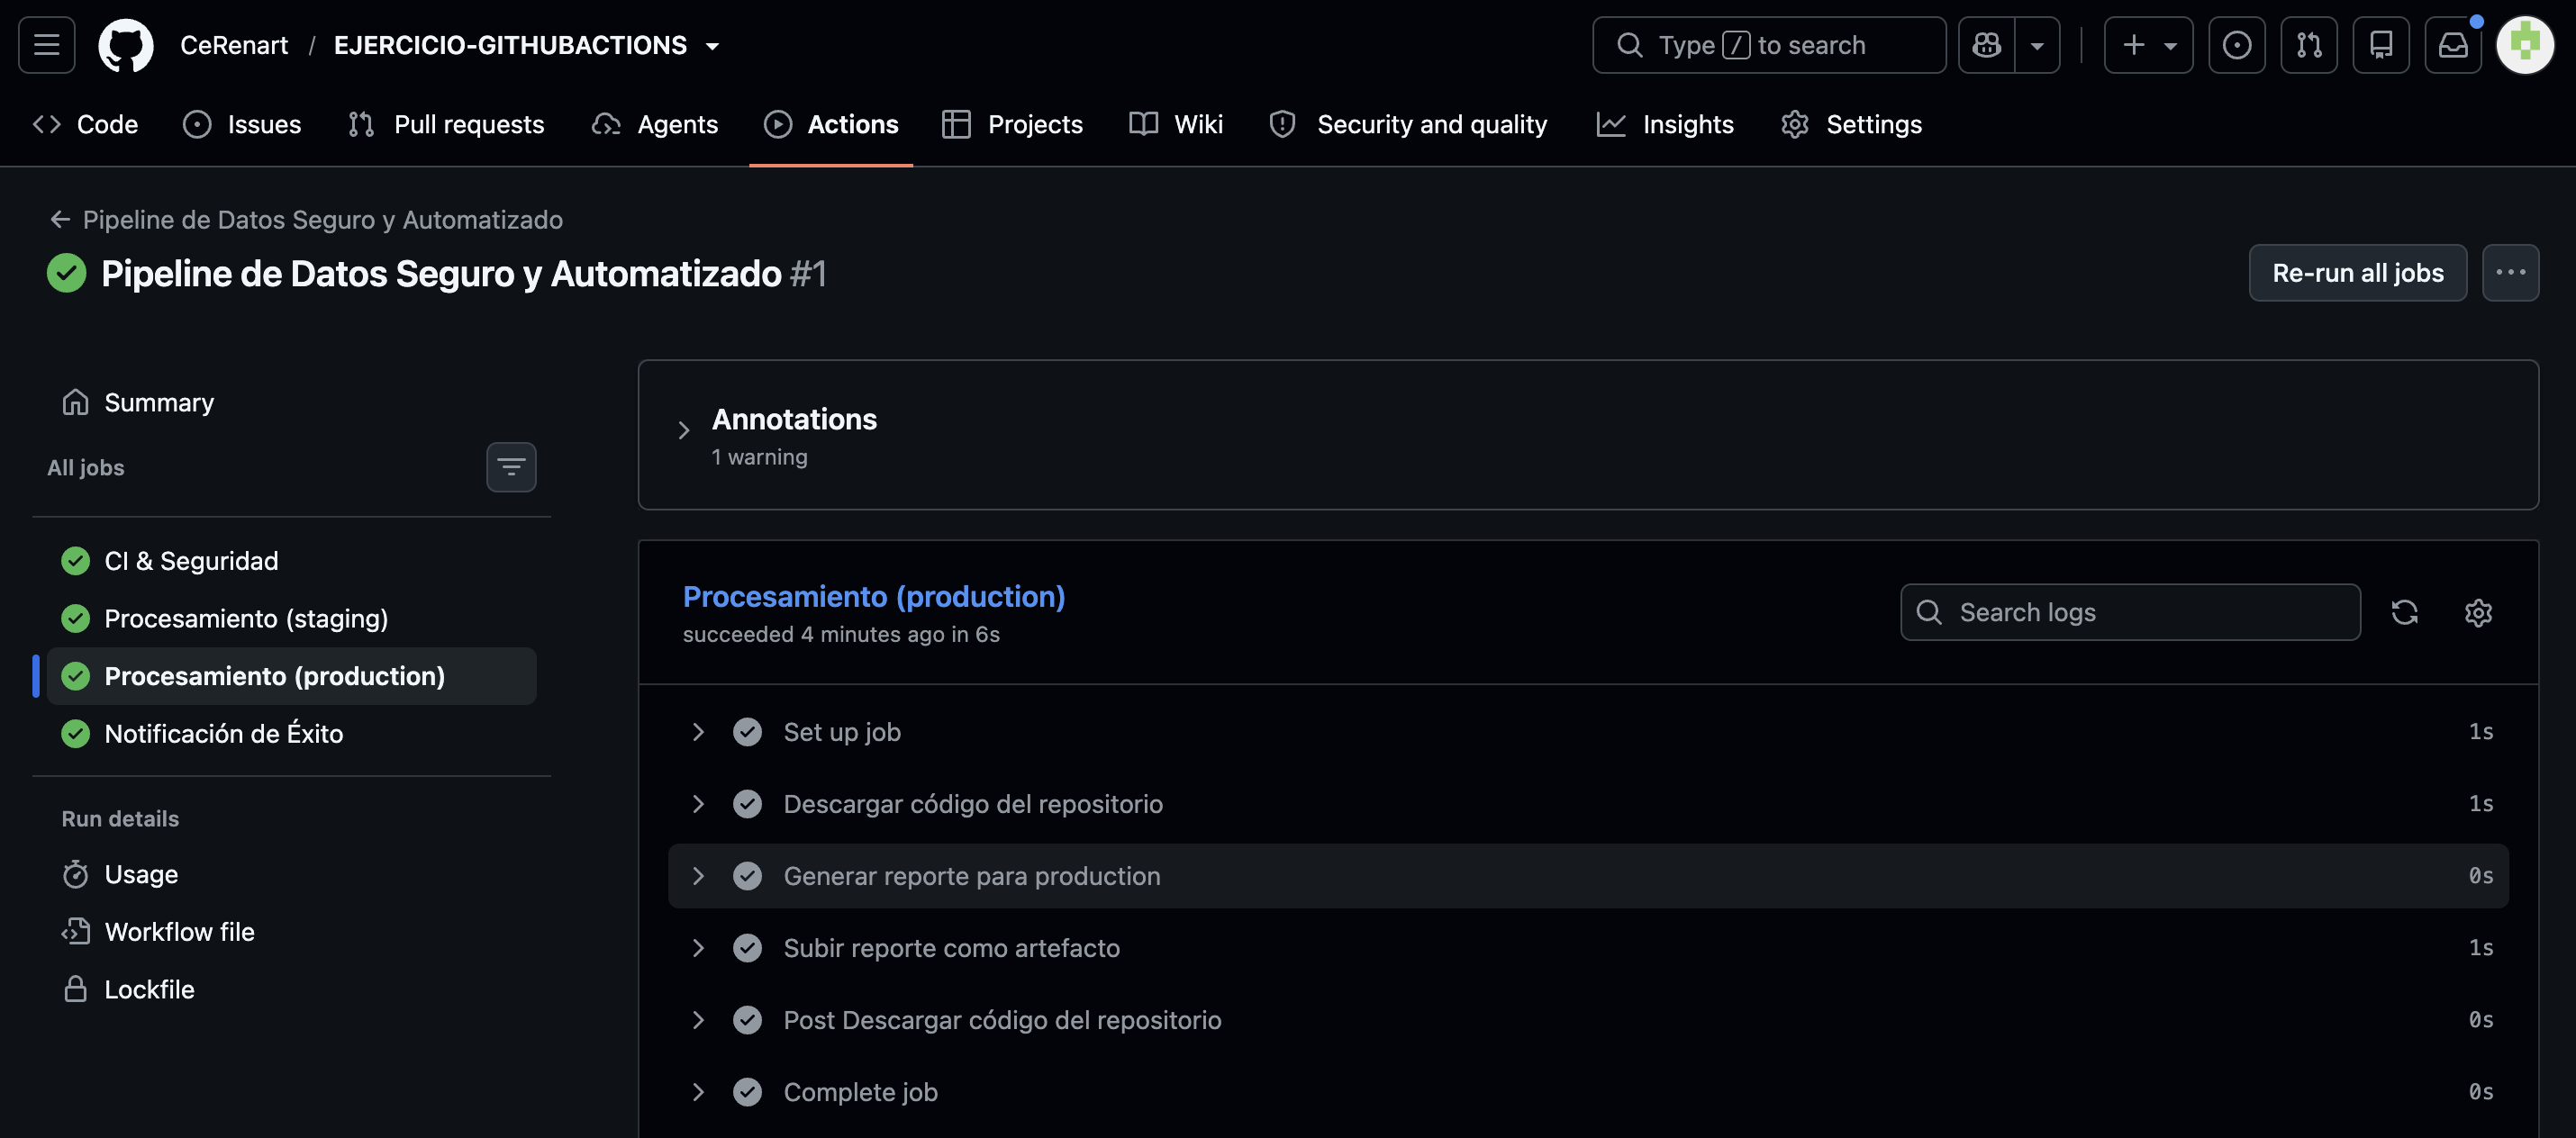 CeRenart / EJERCICIO-GITHUBACTIONS
Type / to search
Code
Issues
Pull requests
Agents
Actions
Projects
Wiki
Security and quality
Insights
Settings
Pipeline de Datos Seguro y Automatizado
Pipeline de Datos Seguro y Automatizado #1
Re-run all jobs
Summary
All jobs
CI & Seguridad
Procesamiento (staging)
Procesamiento (production)
Notificación de Éxito
Run details
Usage
Workflow file
Lockfile
Annotations
1 warning
Procesamiento (production)
succeeded 4 minutes ago in 6s
Search logs
Set up job 1s
Descargar código del repositorio 1s
Generar reporte para production 0s
Subir reporte como artefacto 1s
Post Descargar código del repositorio 0s
Complete job 0s